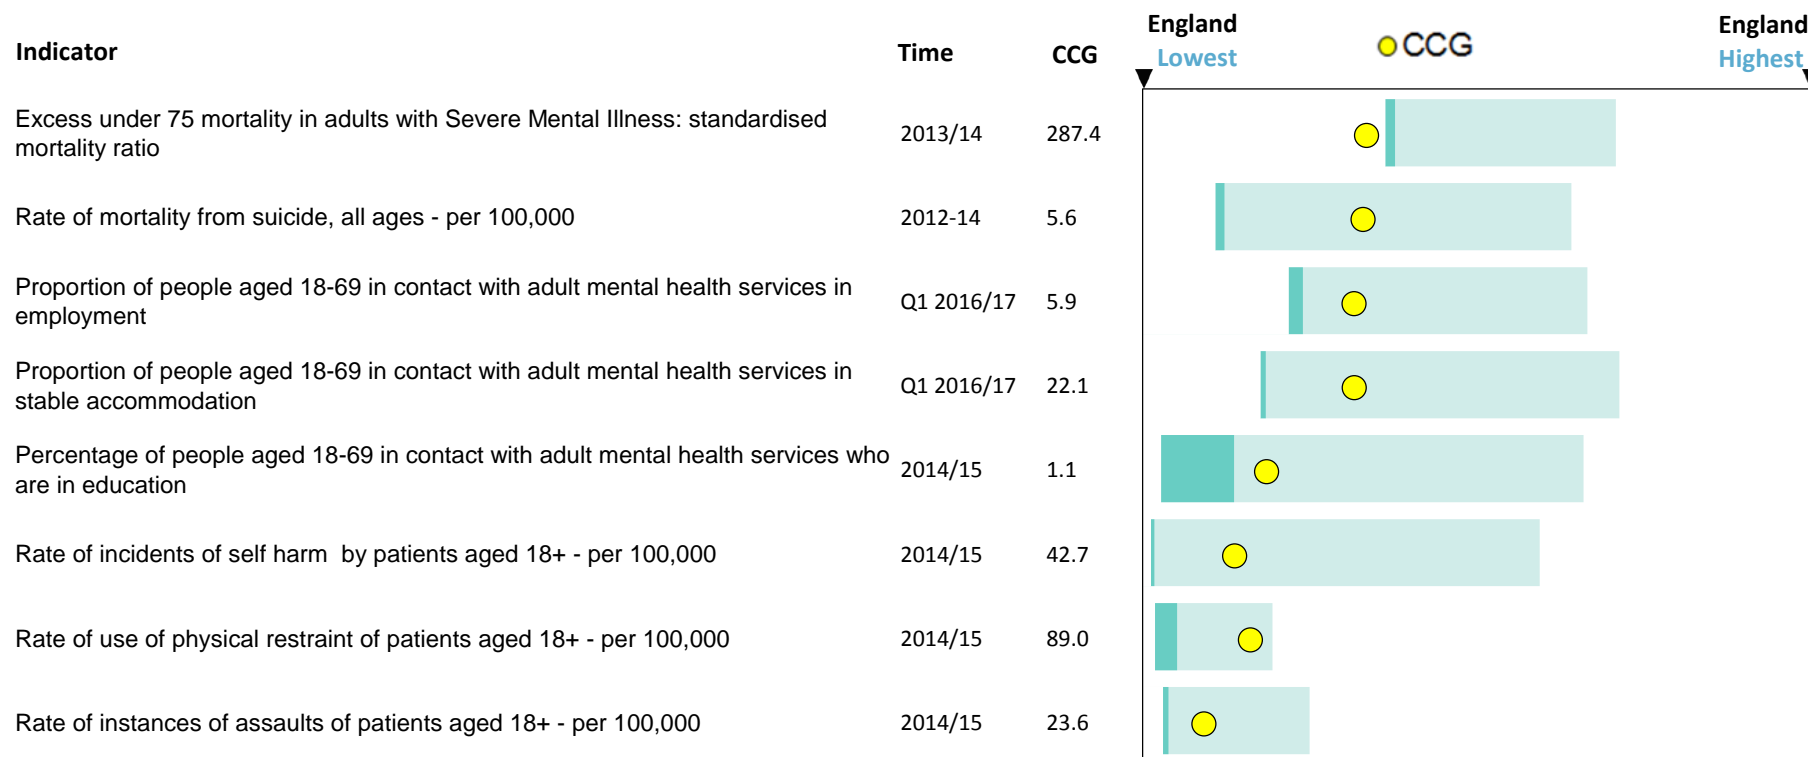 England England
Indicator Time CCG Lowest CCG Highest
Excess under 75 mortality in adults with Severe Mental Illness: standardised
mortality ratio 2013/14 287.4
Rate of mortality from suicide, all ages - per 100,000 2012-14 5.6
Proportion of people aged 18-69 in contact with adult mental health services in
employment Q1 2016/17 5.9
Proportion of people aged 18-69 in contact with adult mental health services in
stable accommodation Q1 2016/17 22.1
Percentage of people aged 18-69 in contact with adult mental health services who
are in education 2014/15 1.1
Rate of incidents of self harm  by patients aged 18+ - per 100,000 2014/15 42.7
Rate of use of physical restraint of patients aged 18+ - per 100,000 2014/15 89.0
Rate of instances of assaults of patients aged 18+ - per 100,000 2014/15 23.6